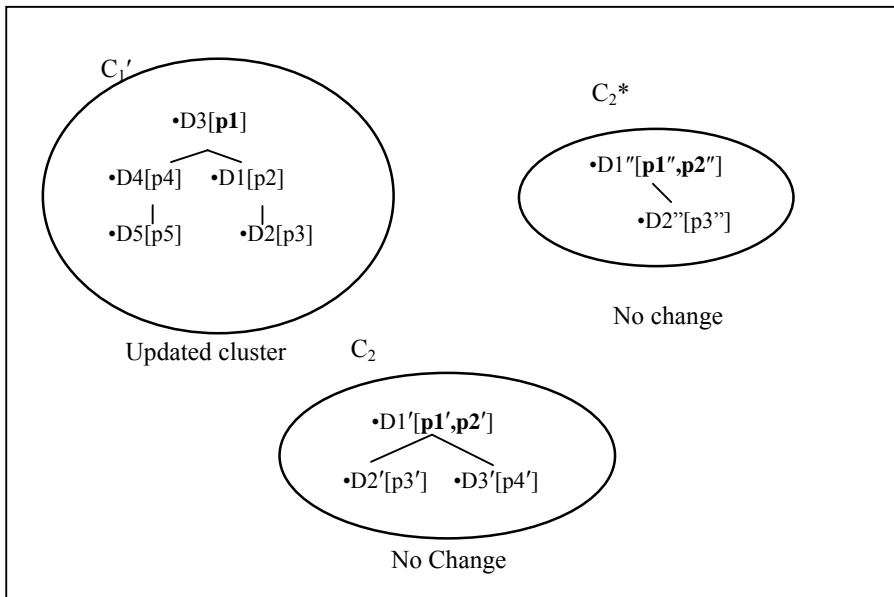 C₁′
•D3[p1]
•D4[p4] •D1[p2]
•D5[p5] •D2[p3]
Updated cluster
C₂*
•D1″[p1″,p2″]
•D2”[p3”]
No change
C₂
•D1′[p1′,p2′]
•D2′[p3′] •D3′[p4′]
No Change